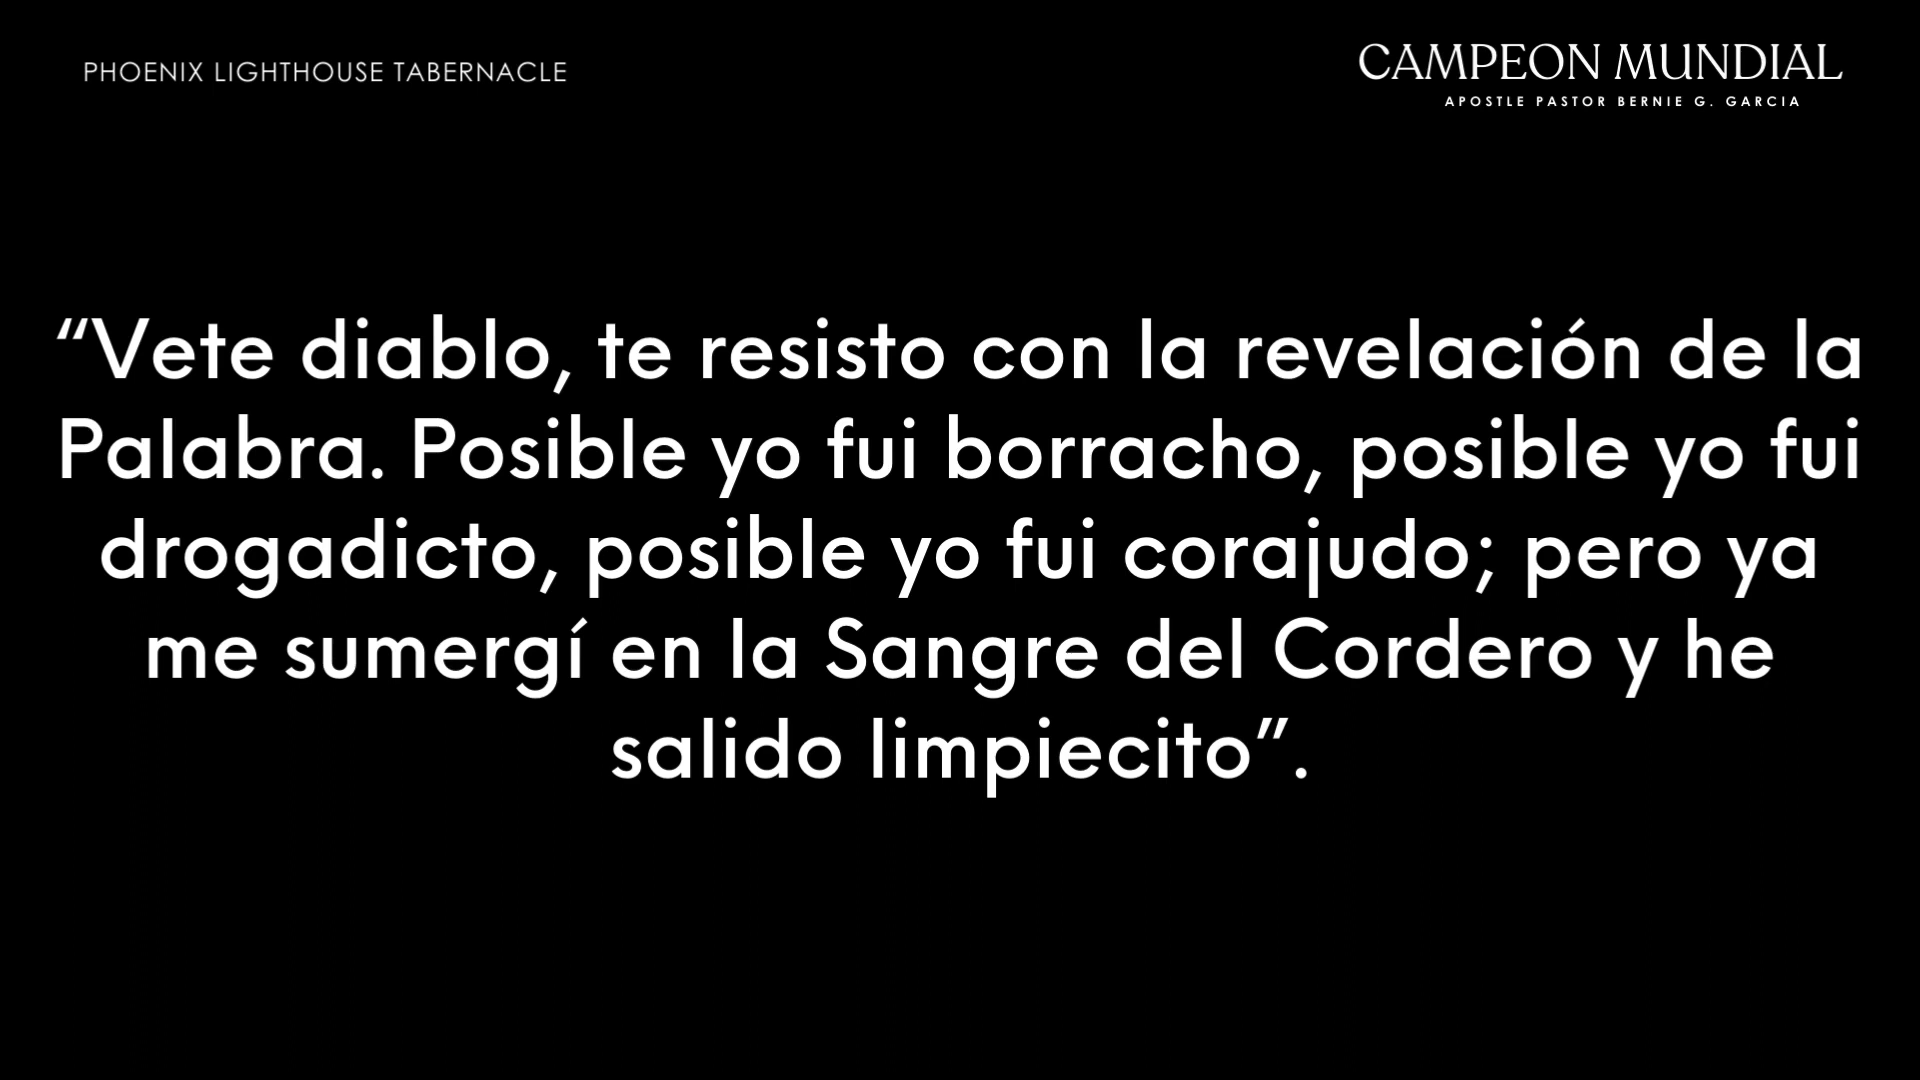 PHOENIX LIGHTHOUSE TABERNACLE
CAMPEON MUNDIAL
APOSTLE PASTOR BERNIE G. GARCIA
“Vete diablo, te resisto con la revelación de la
Palabra. Posible yo fui borracho, posible yo fui
drogadicto, posible yo fui corajudo; pero ya
me sumergí en la Sangre del Cordero y he
salido limpiecito”.